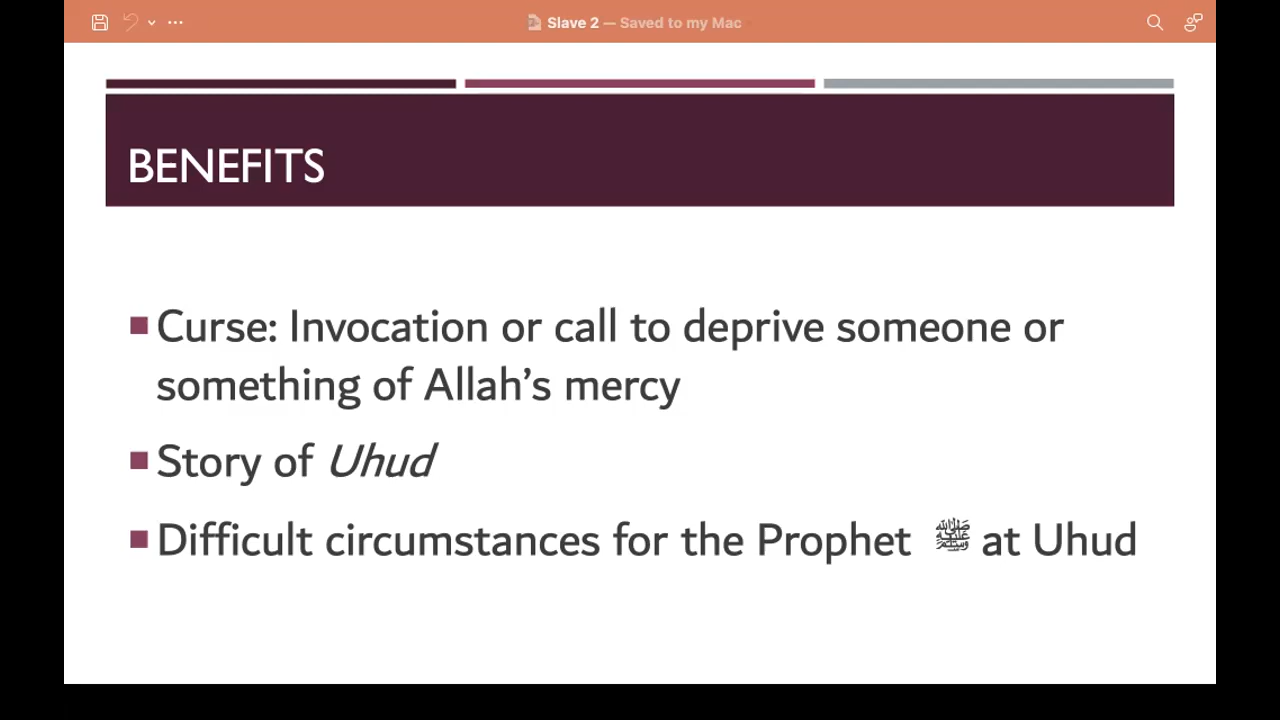 Slave 2 — Saved to my Mac
BENEFITS
Curse: Invocation or call to deprive someone or
something of Allah’s mercy
Story of Uhud
Difficult circumstances for the Prophet ﷺ at Uhud